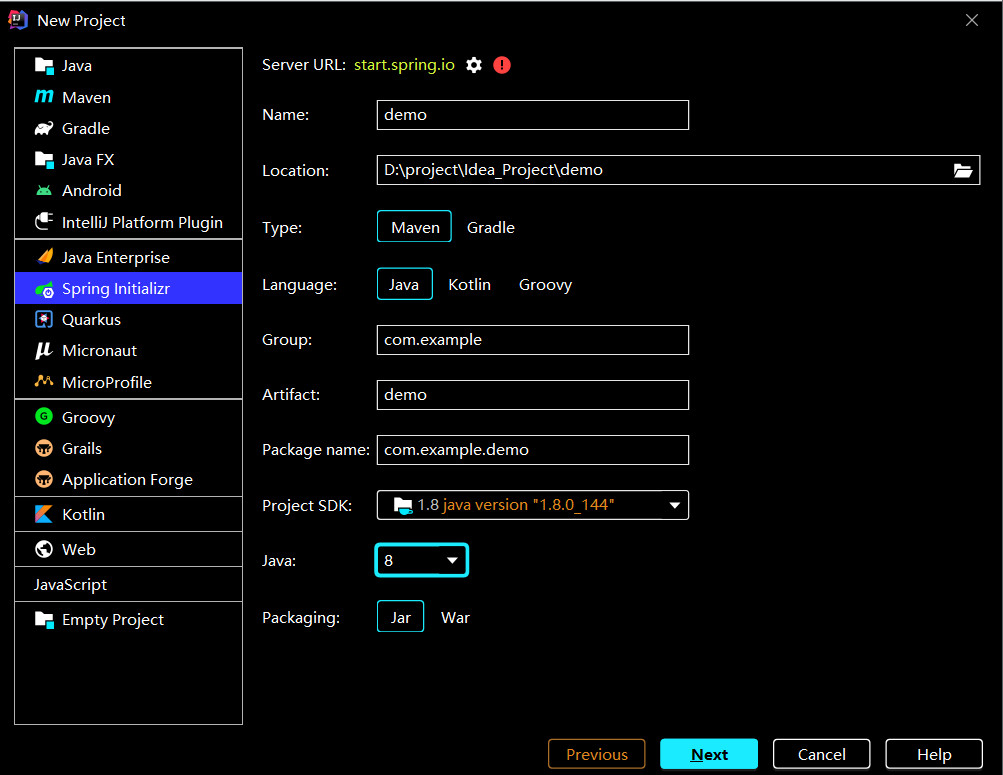 New Project
Java
Maven
Gradle
Java FX
Android
IntelliJ Platform Plugin
Java Enterprise
Spring Initializr
Quarkus
Micronaut
MicroProfile
Groovy
Grails
Application Forge
Kotlin
Web
JavaScript
Empty Project
Server URL: start.spring.io
Name: demo
Location: D:\project\Idea_Project\demo
Type: Maven Gradle
Language: Java Kotlin Groovy
Group: com.example
Artifact: demo
Package name: com.example.demo
Project SDK: 1.8 java version "1.8.0_144"
Java: 8
Packaging: Jar War
Previous Next Cancel Help